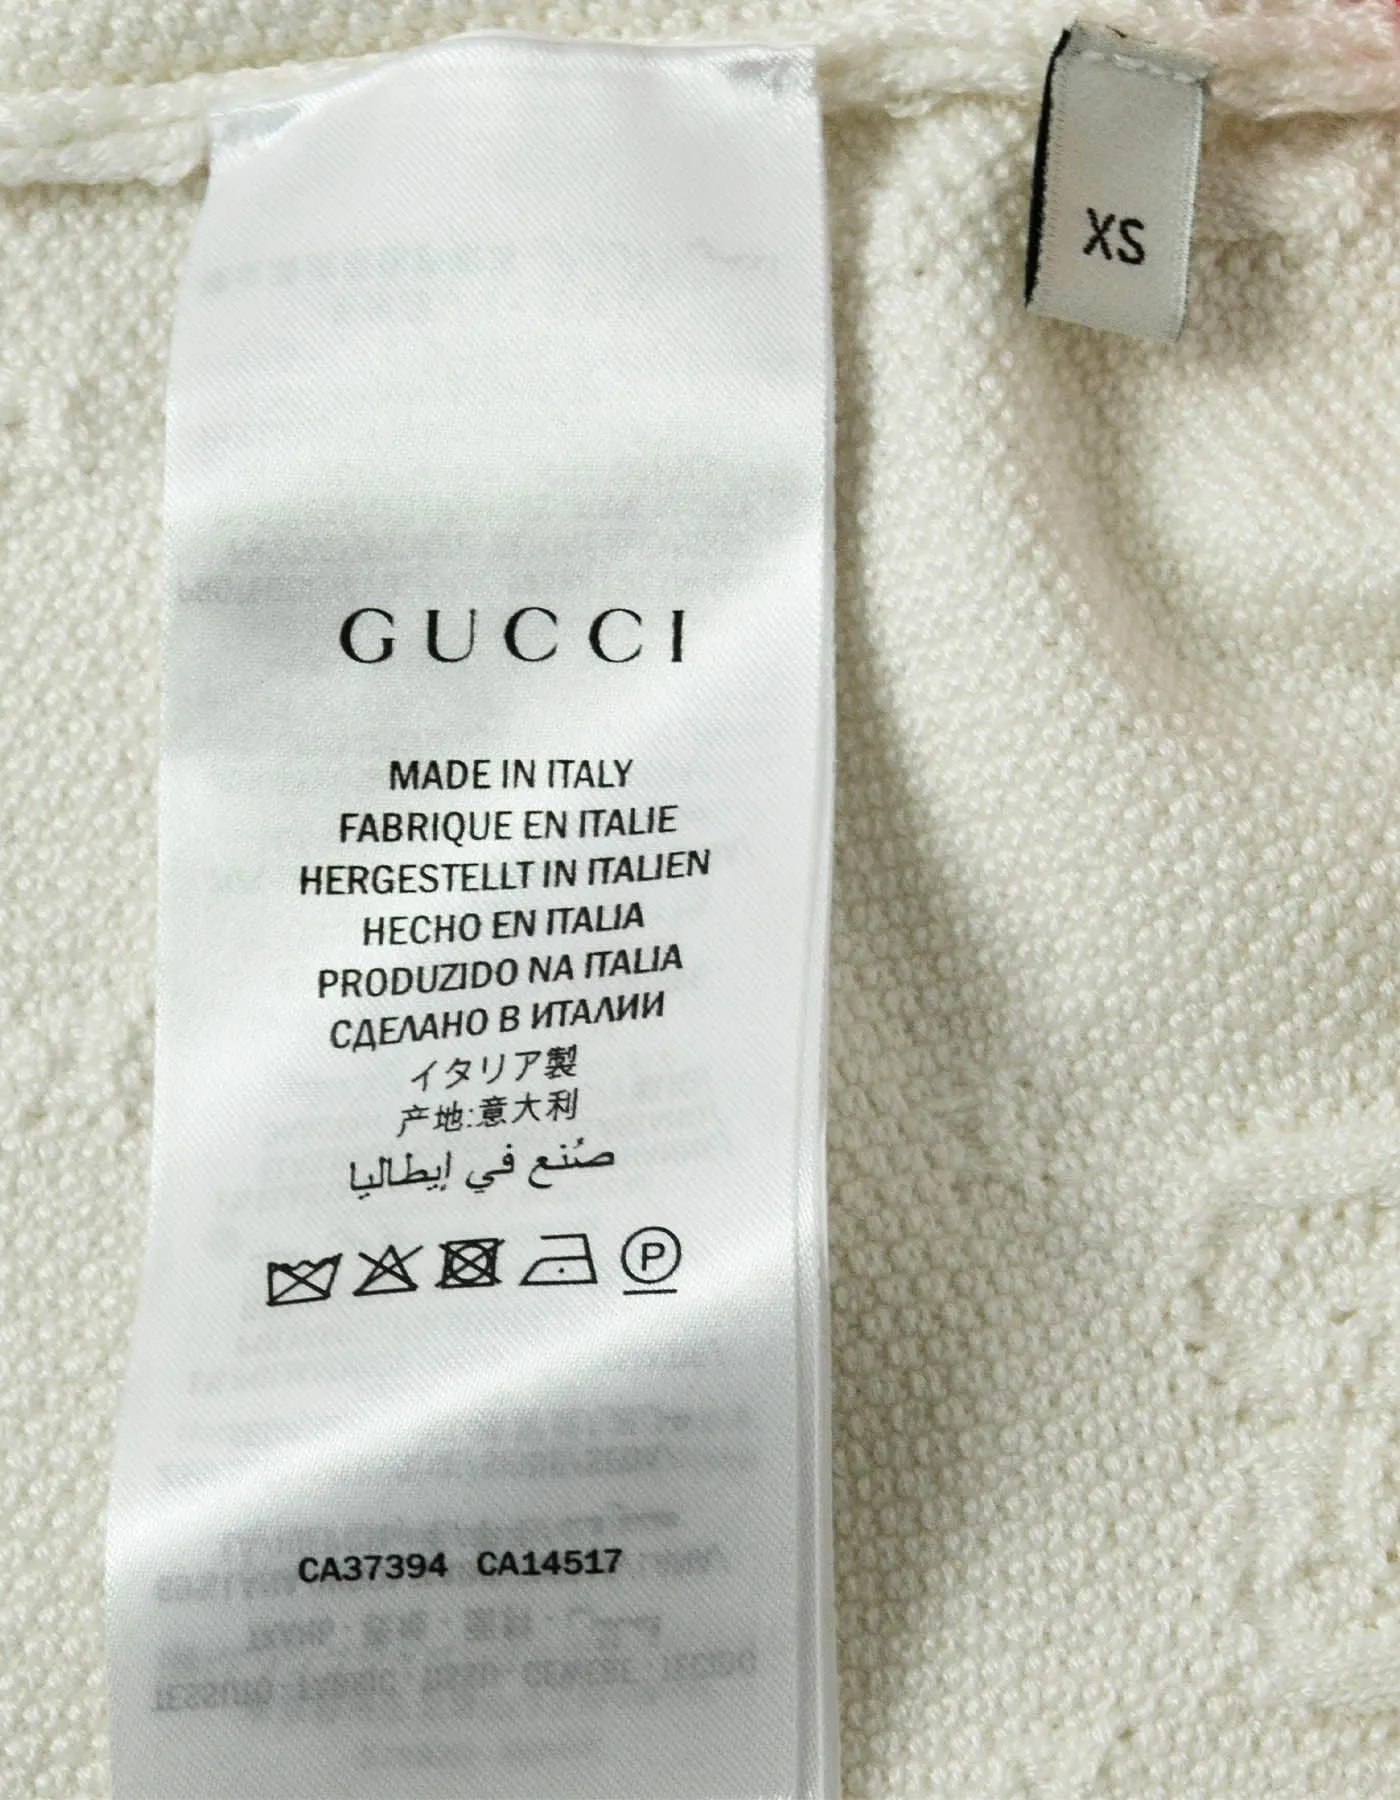 XS
GUCCI
MADE IN ITALY
FABRIQUE EN ITALIE
HERGESTELLT IN ITALIEN
HECHO EN ITALIA
PRODUZIDO NA ITALIA
СДЕЛАНО В ИТАЛИИ
イタリア製
产地:意大利
صُنع في إيطاليا
P
CA37394 CA14517